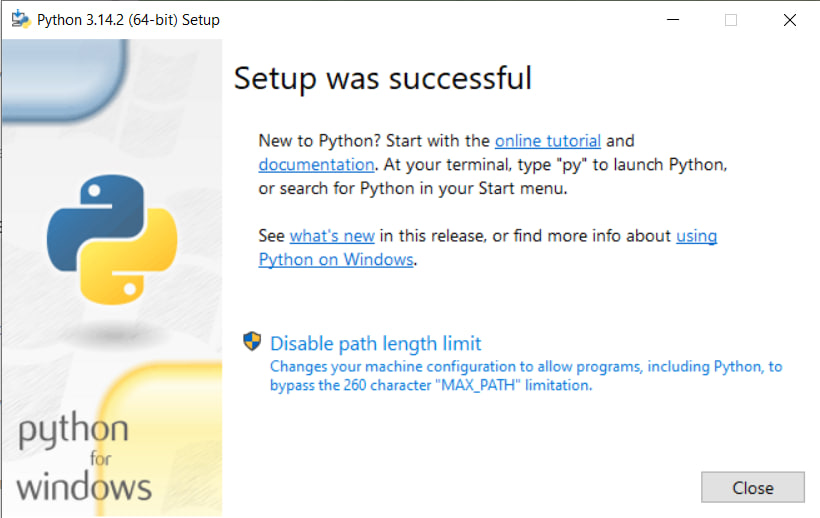 Python 3.14.2 (64-bit) Setup
Setup was successful
New to Python? Start with the online tutorial and
documentation. At your terminal, type "py" to launch Python,
or search for Python in your Start menu.
See what's new in this release, or find more info about using
Python on Windows.
Disable path length limit
Changes your machine configuration to allow programs, including Python, to
bypass the 260 character "MAX_PATH" limitation.
python
for
windows
Close